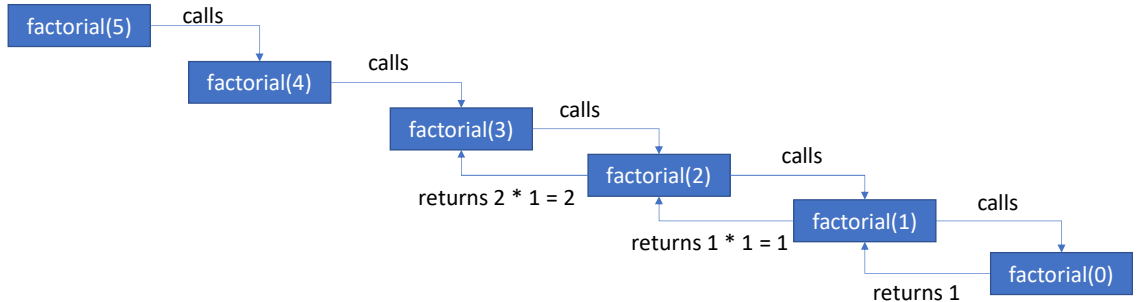 factorial(5)
calls
factorial(4)
calls
factorial(3)
calls
factorial(2)
calls
returns 2 * 1 = 2
factorial(1)
calls
returns 1 * 1 = 1
factorial(0)
returns 1